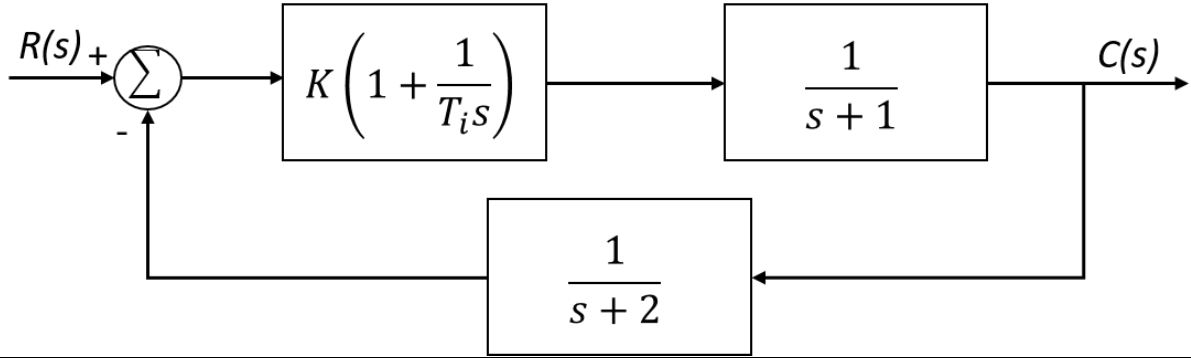 R(s) +
Σ
-
K(1 + 1/(T_i s))
1/(s + 1)
C(s)
1/(s + 2)